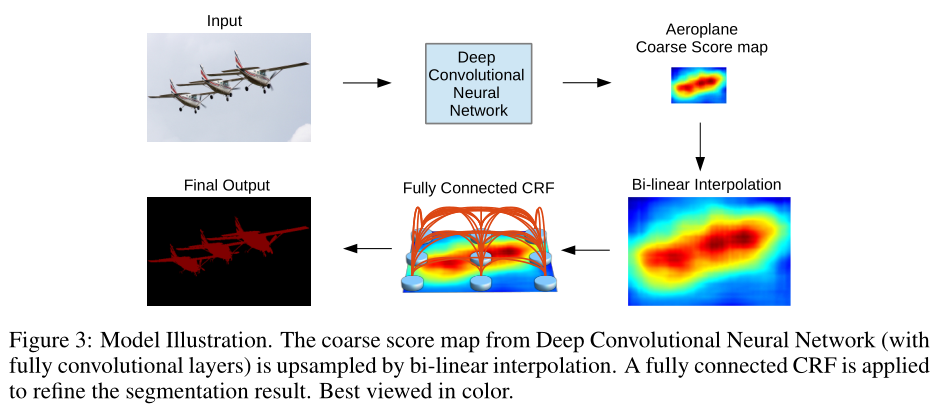 Input
Deep
Convolutional
Neural
Network
Aeroplane
Coarse Score map
Bi-linear Interpolation
Fully Connected CRF
Final Output
Figure 3: Model Illustration. The coarse score map from Deep Convolutional Neural Network (with
fully convolutional layers) is upsampled by bi-linear interpolation. A fully connected CRF is applied
to refine the segmentation result. Best viewed in color.